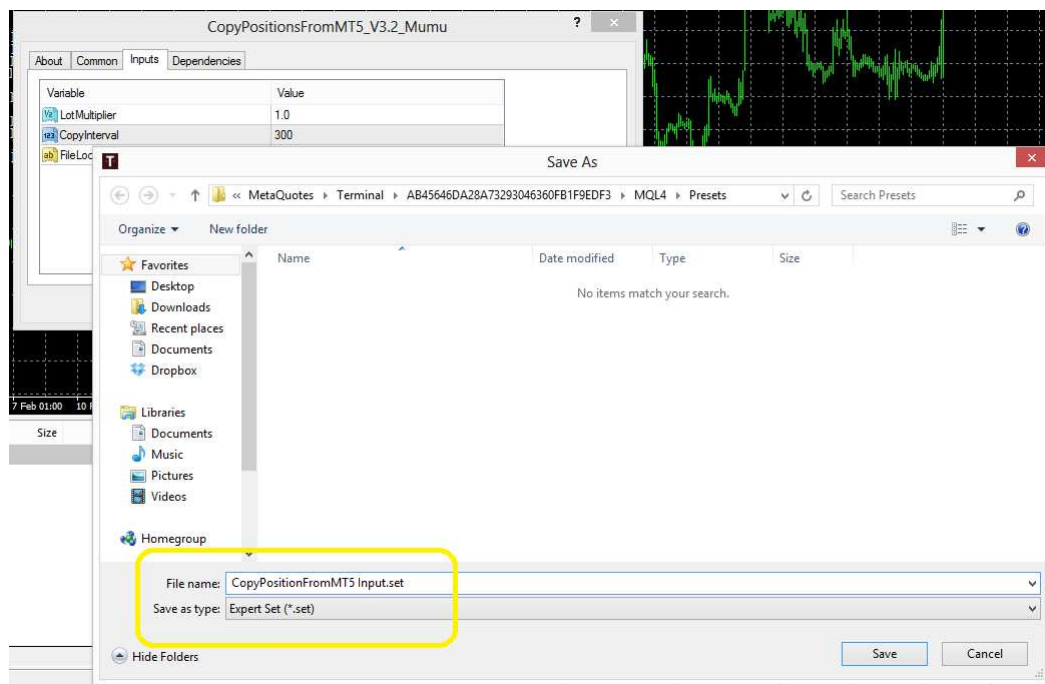 CopyPositionsFromMT5_V3.2_Mumu
?
About Common Inputs Dependencies
Variable Value
LotMultiplier 1.0
123 CopyInterval 300
ab FileLoc
T Save As
« MetaQuotes Terminal AB45646DA28A73293046360FB1F9EDF3 MQL4 Presets Search Presets
Organize New folder
Favorites Name Date modified Type Size
Desktop
No items match your search.
Downloads
Recent places
Documents
Dropbox
7 Feb 01:00 10 F
Libraries
Size Documents
Music
Pictures
Videos
Homegroup
File name: CopyPositionFromMT5 Input.set
Save as type: Expert Set (*.set)
Hide Folders Save Cancel